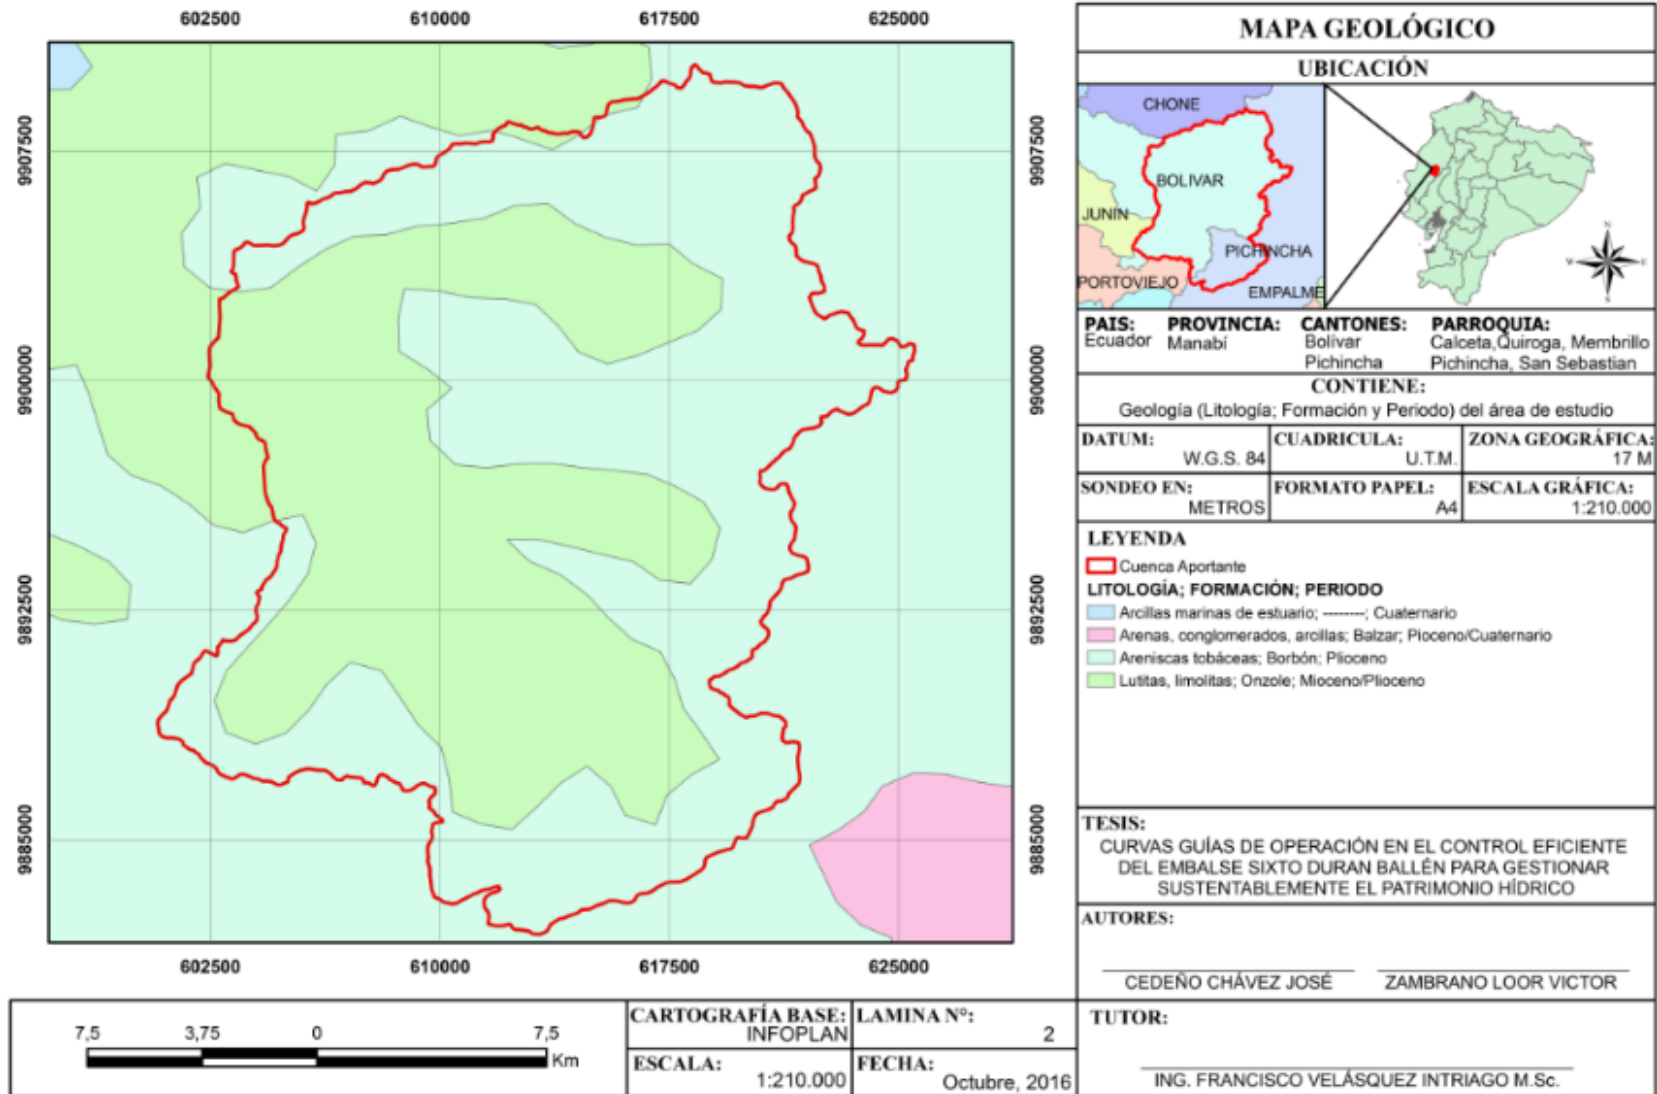 602500 610000 617500 625000
9907500
9900000
9892500
9885000
9907500
9900000
9892500
9885000
602500 610000 617500 625000
MAPA GEOLÓGICO
UBICACIÓN
CHONE
BOLIVAR
JUNIN
PICHINCHA
PORTOVIEJO
EMPALME
N
W E
S
PAIS: PROVINCIA: CANTONES: PARROQUIA:
Ecuador Manabí Bolívar Calceta,Quiroga, Membrillo
Pichincha Pichincha, San Sebastian
CONTIENE:
Geología (Litología; Formación y Periodo) del área de estudio
DATUM: CUADRICULA: ZONA GEOGRÁFICA:
W.G.S. 84 U.T.M. 17 M
SONDEO EN: FORMATO PAPEL: ESCALA GRÁFICA:
METROS A4 1:210.000
LEYENDA
Cuenca Aportante
LITOLOGÍA; FORMACIÓN; PERIODO
Arcillas marinas de estuario; --------; Cuaternario
Arenas, conglomerados, arcillas; Balzar; Pioceno/Cuaternario
Areniscas tobáceas; Borbón; Plioceno
Lutitas, limolitas; Onzole; Mioceno/Plioceno
TESIS:
CURVAS GUÍAS DE OPERACIÓN EN EL CONTROL EFICIENTE
DEL EMBALSE SIXTO DURAN BALLÉN PARA GESTIONAR
SUSTENTABLEMENTE EL PATRIMONIO HÍDRICO
AUTORES:
CEDEÑO CHÁVEZ JOSÉ ZAMBRANO LOOR VICTOR
TUTOR:
ING. FRANCISCO VELÁSQUEZ INTRIAGO M.Sc.
7,5 3,75 0 7,5
Km
CARTOGRAFÍA BASE: LAMINA N°:
INFOPLAN 2
ESCALA: FECHA:
1:210.000 Octubre, 2016